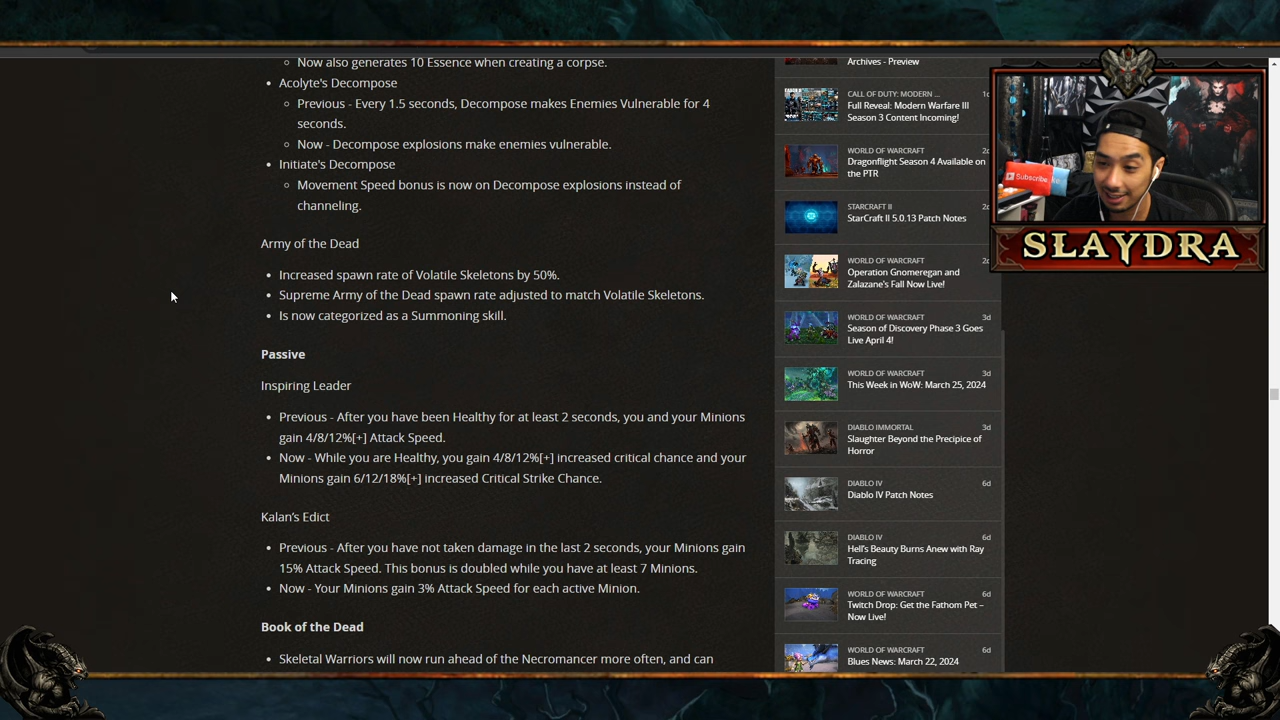 Now also generates 10 Essence when creating a corpse.
Acolyte's Decompose
Previous - Every 1.5 seconds, Decompose makes Enemies Vulnerable for 4
seconds.
Now - Decompose explosions make enemies vulnerable.
Initiate's Decompose
Movement Speed bonus is now on Decompose explosions instead of
channeling.
Army of the Dead
Increased spawn rate of Volatile Skeletons by 50%.
Supreme Army of the Dead spawn rate adjusted to match Volatile Skeletons.
Is now categorized as a Summoning skill.
Passive
Inspiring Leader
Previous - After you have been Healthy for at least 2 seconds, you and your Minions
gain 4/8/12%[+] Attack Speed.
Now - While you are Healthy, you gain 4/8/12%[+] increased critical chance and your
Minions gain 6/12/18%[+] increased Critical Strike Chance.
Kalan's Edict
Previous - After you have not taken damage in the last 2 seconds, your Minions gain
15% Attack Speed. This bonus is doubled while you have at least 7 Minions.
Now - Your Minions gain 3% Attack Speed for each active Minion.
Book of the Dead
Skeletal Warriors will now run ahead of the Necromancer more often, and can
Archives - Preview
CALL OF DUTY: MODERN ...
Full Reveal: Modern Warfare III
Season 3 Content Incoming!
WORLD OF WARCRAFT
Dragonflight Season 4 Available on
the PTR
STARCRAFT II
StarCraft II 5.0.13 Patch Notes
WORLD OF WARCRAFT
Operation Gnomeregan and
Zalazane's Fall Now Live!
WORLD OF WARCRAFT 3d
Season of Discovery Phase 3 Goes
Live April 4!
WORLD OF WARCRAFT 3d
This Week in WoW: March 25, 2024
DIABLO IMMORTAL 3d
Slaughter Beyond the Precipice of
Horror
DIABLO IV 6d
Diablo IV Patch Notes
DIABLO IV 6d
Hell's Beauty Burns Anew with Ray
Tracing
WORLD OF WARCRAFT 6d
Twitch Drop: Get the Fathom Pet –
Now Live!
WORLD OF WARCRAFT 6d
Blues News: March 22, 2024
Subscribe
SLAYDRA